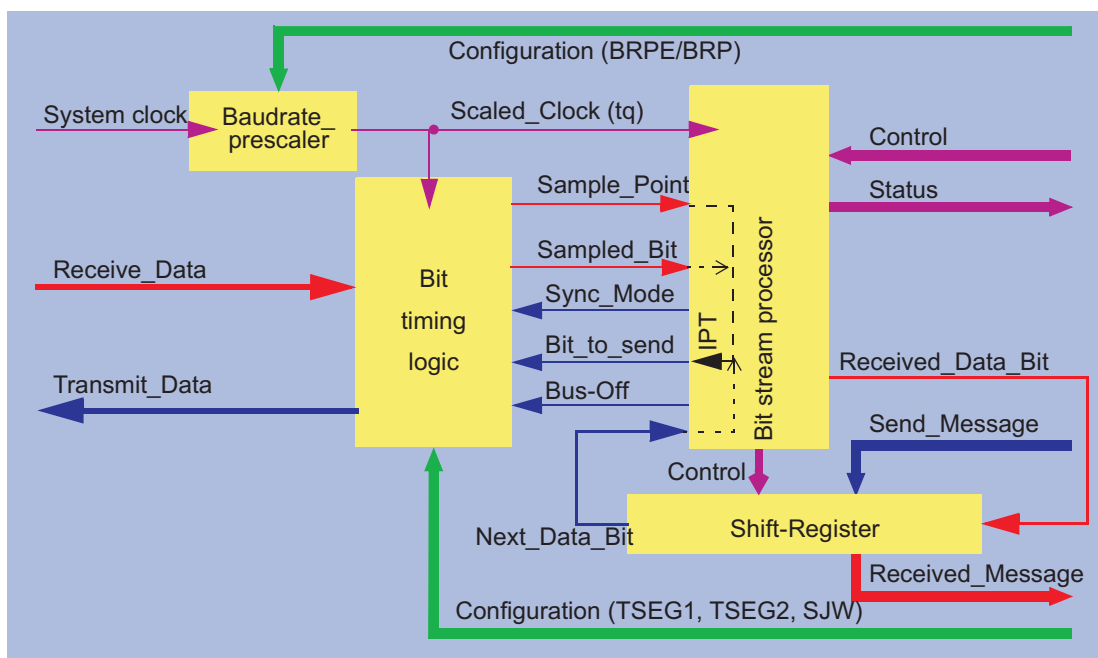 Configuration (BRPE/BRP)
System clock
Baudrate_
prescaler
Scaled_Clock (tq)
Control
Sample_Point
Status
Sampled_Bit
Receive_Data
Bit
timing
logic
Sync_Mode
IPT
Bit stream processor
Bit_to_send
Received_Data_Bit
Transmit_Data
Bus-Off
Send_Message
Control
Next_Data_Bit
Shift-Register
Received_Message
Configuration (TSEG1, TSEG2, SJW)